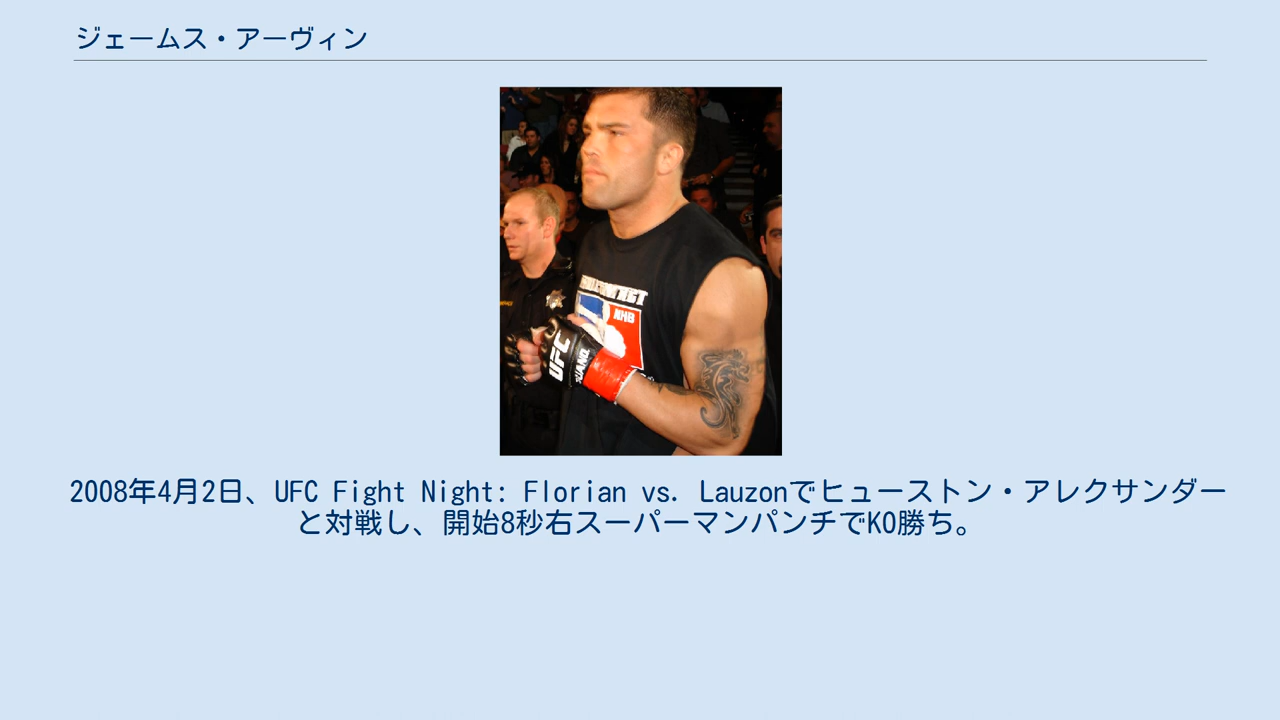 ジェームス・アーヴィン
NHB
UFC
2008年4月2日、UFC Fight Night: Florian vs. Lauzonでヒューストン・アレクサンダー
と対戦し、開始8秒右スーパーマンパンチでKO勝ち。